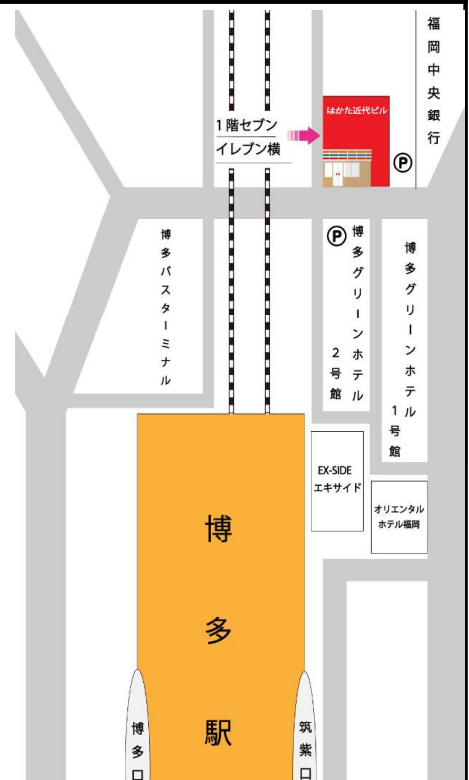 福岡中央銀行
はかた近代ビル
1階セブン
イレブン横
P
P
博多バスターミナル
博多グリーンホテル
2号館
博多グリーンホテル
1号館
EX-SIDE
エキサイド
オリエンタル
ホテル福岡
博多駅
博多口
筑紫口